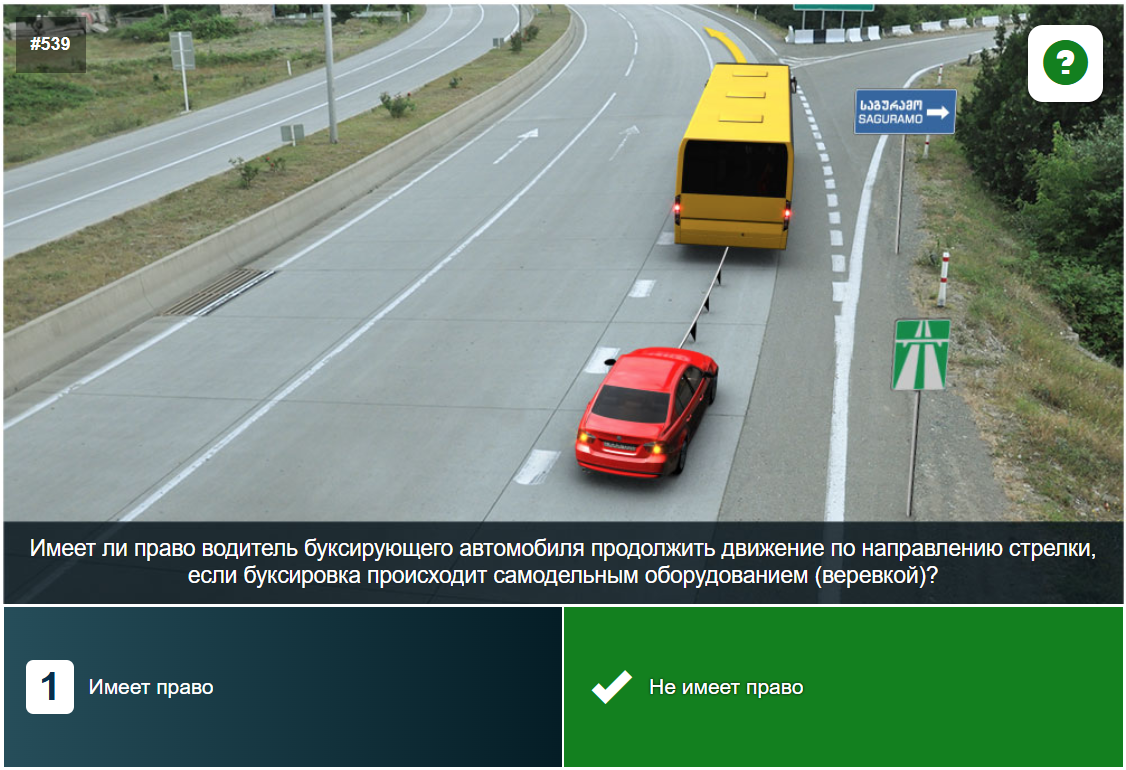 #539
?
საგურამო
SAGURAMO
Имеет ли право водитель буксирующего автомобиля продолжить движение по направлению стрелки,
если буксировка происходит самодельным оборудованием (веревкой)?
1 Имеет право
Не имеет право